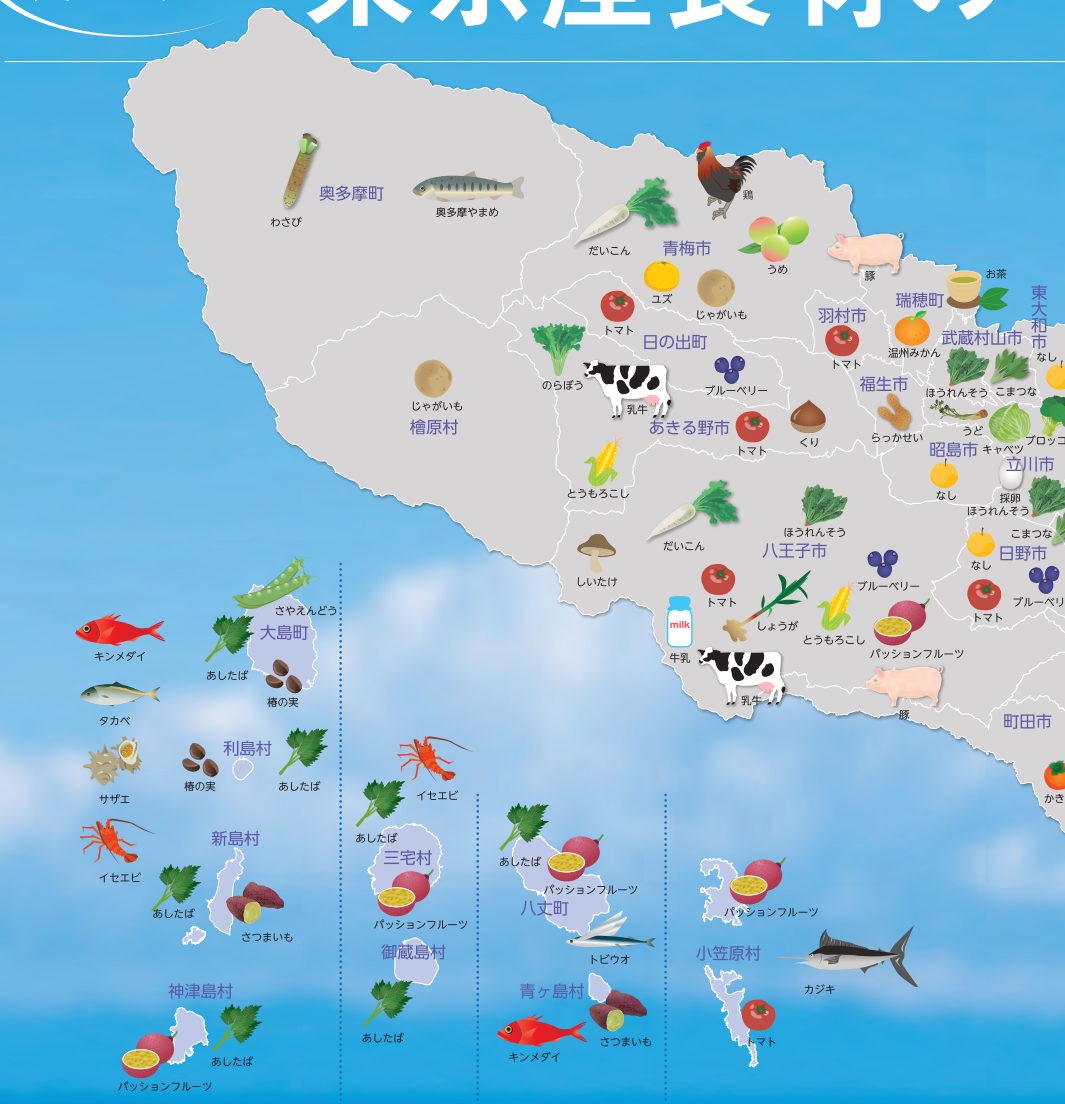 東京産食材の
わさび
奥多摩町
奥多摩やまめ
だいこん
鶏
青梅市
うめ
ユズ
じゃがいも
トマト
豚
瑞穂町
お茶
羽村市
トマト
温州みかん
武蔵村山市
東大和市
なし
日の出町
のらぼう
乳牛
ブルーベリー
じゃがいも
檜原村
あきる野市
トマト
くり
とうもろこし
福生市
らっかせい
ほうれんそう
こまつな
うど
キャベツ
ブロッコ
昭島市
なし
立川市
採卵
ほうれんそう
こまつな
しいたけ
だいこん
ほうれんそう
八王子市
トマト
しょうが
とうもろこし
ブルーベリー
パッションフルーツ
milk
牛乳
乳牛
豚
なし
日野市
トマト
ブルーベリ
町田市
かき
さやえんどう
大島町
キンメダイ
あしたば
椿の実
タカベ
サザエ
椿の実
利島村
あしたば
イセエビ
新島村
あしたば
さつまいも
神津島村
あしたば
パッションフルーツ
イセエビ
あしたば
三宅村
パッションフルーツ
御蔵島村
あしたば
あしたば
パッションフルーツ
八丈町
トビウオ
青ヶ島村
キンメダイ
さつまいも
パッションフルーツ
小笠原村
カジキ
トマト